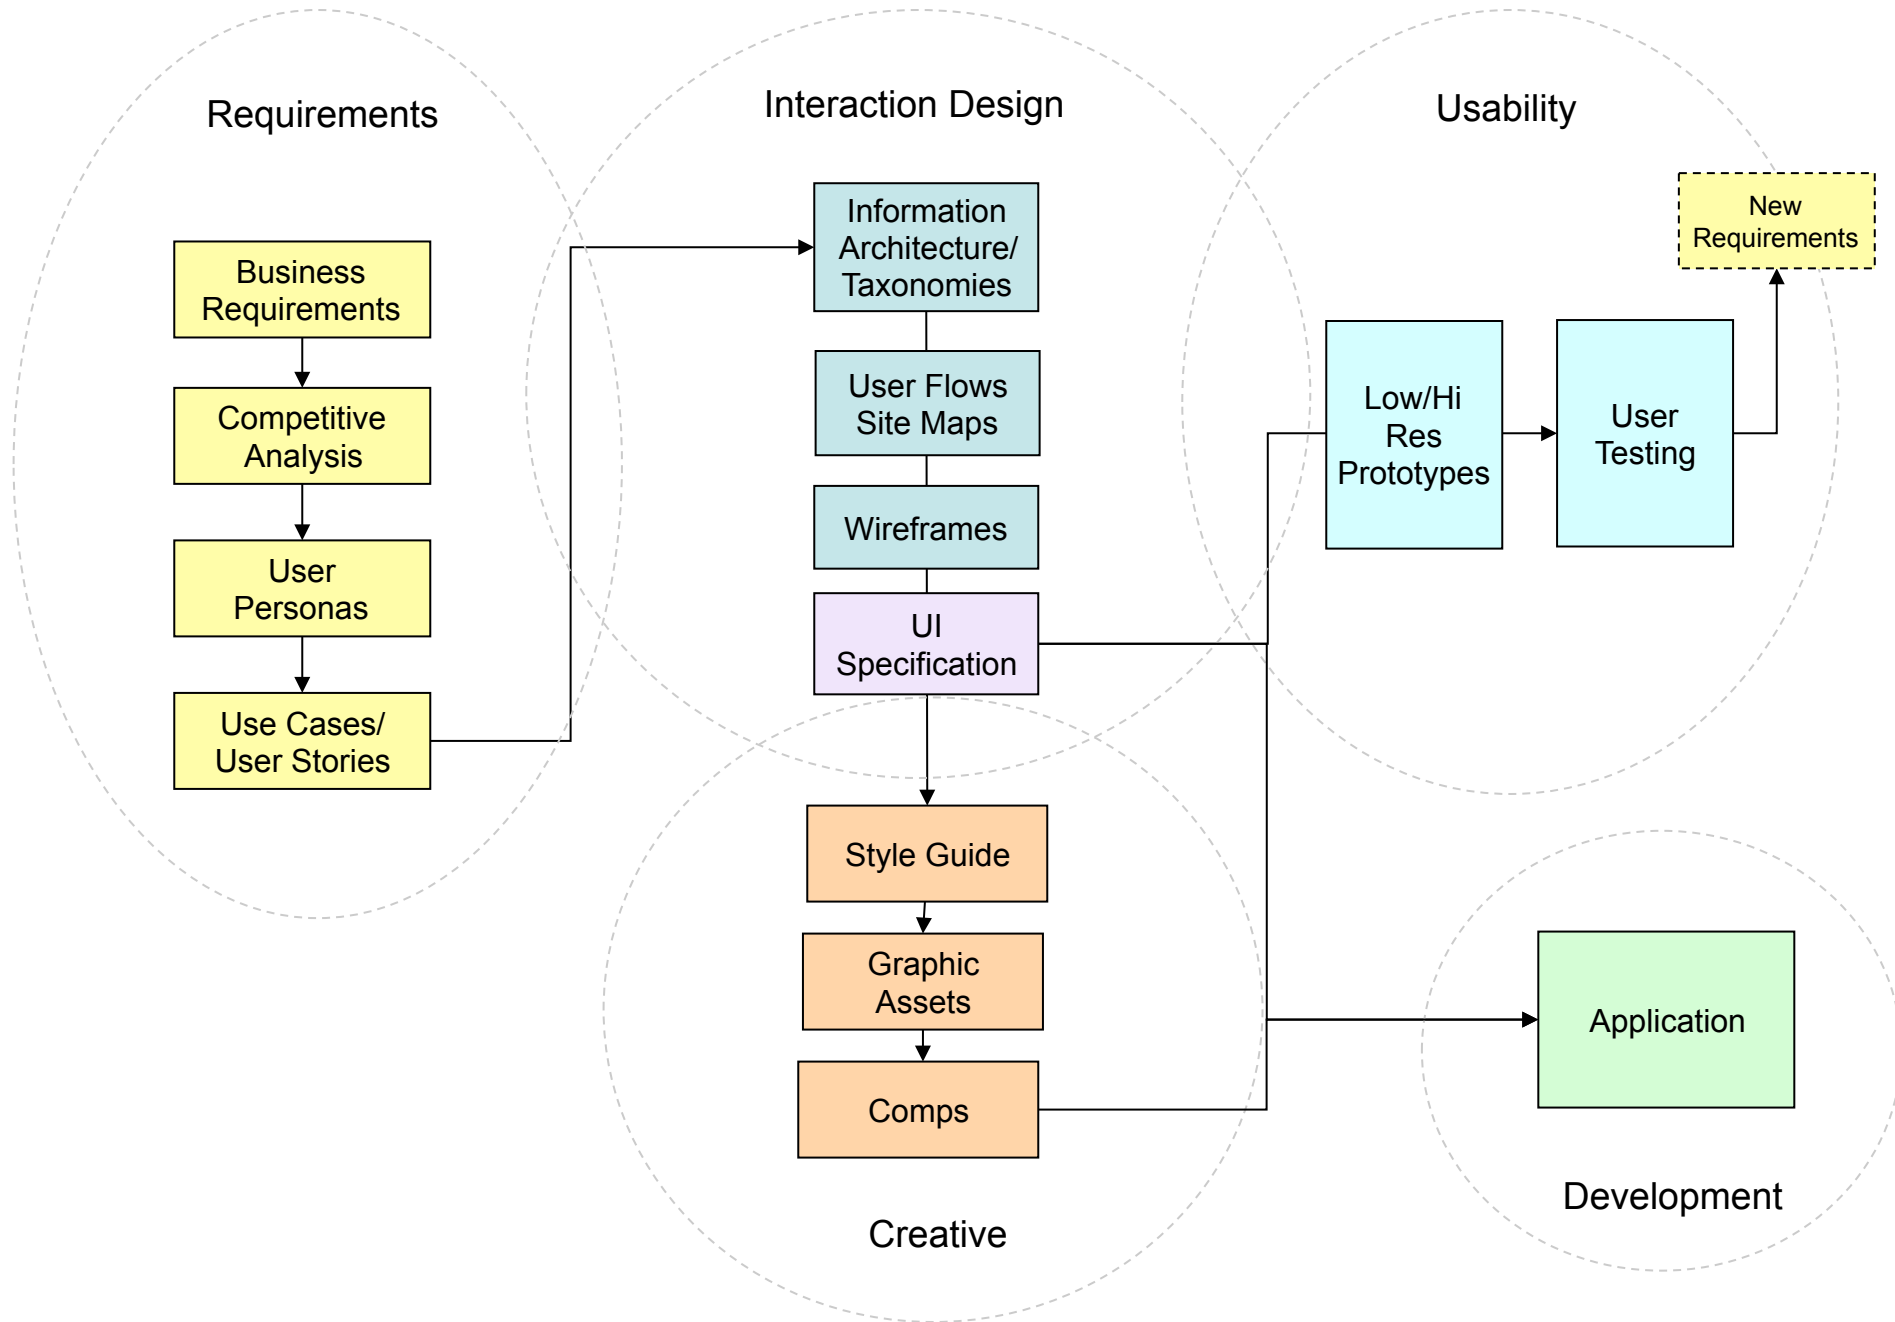 Requirements
Business
Requirements
Competitive
Analysis
User
Personas
Use Cases/
User Stories
Interaction Design
Information
Architecture/
Taxonomies
User Flows
Site Maps
Wireframes
UI
Specification
Usability
New
Requirements
Low/Hi
Res
Prototypes
User
Testing
Style Guide
Graphic
Assets
Comps
Creative
Application
Development